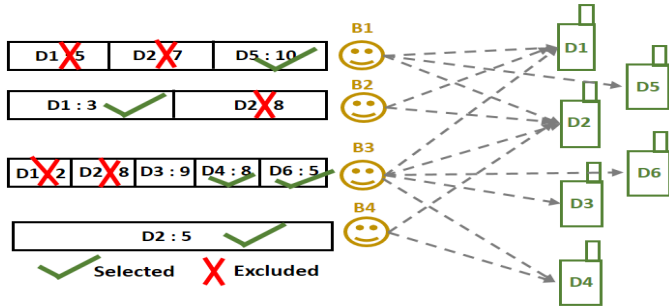 B1
D1 : 5 D2 : 7 D5 : 10
D1
D5
B2
D1 : 3 D2 : 8
D2
B3
D1 : 2 D2 : 8 D3 : 9 D4 : 8 D6 : 5
D6
D3
B4
D2 : 5
Selected Excluded
D4